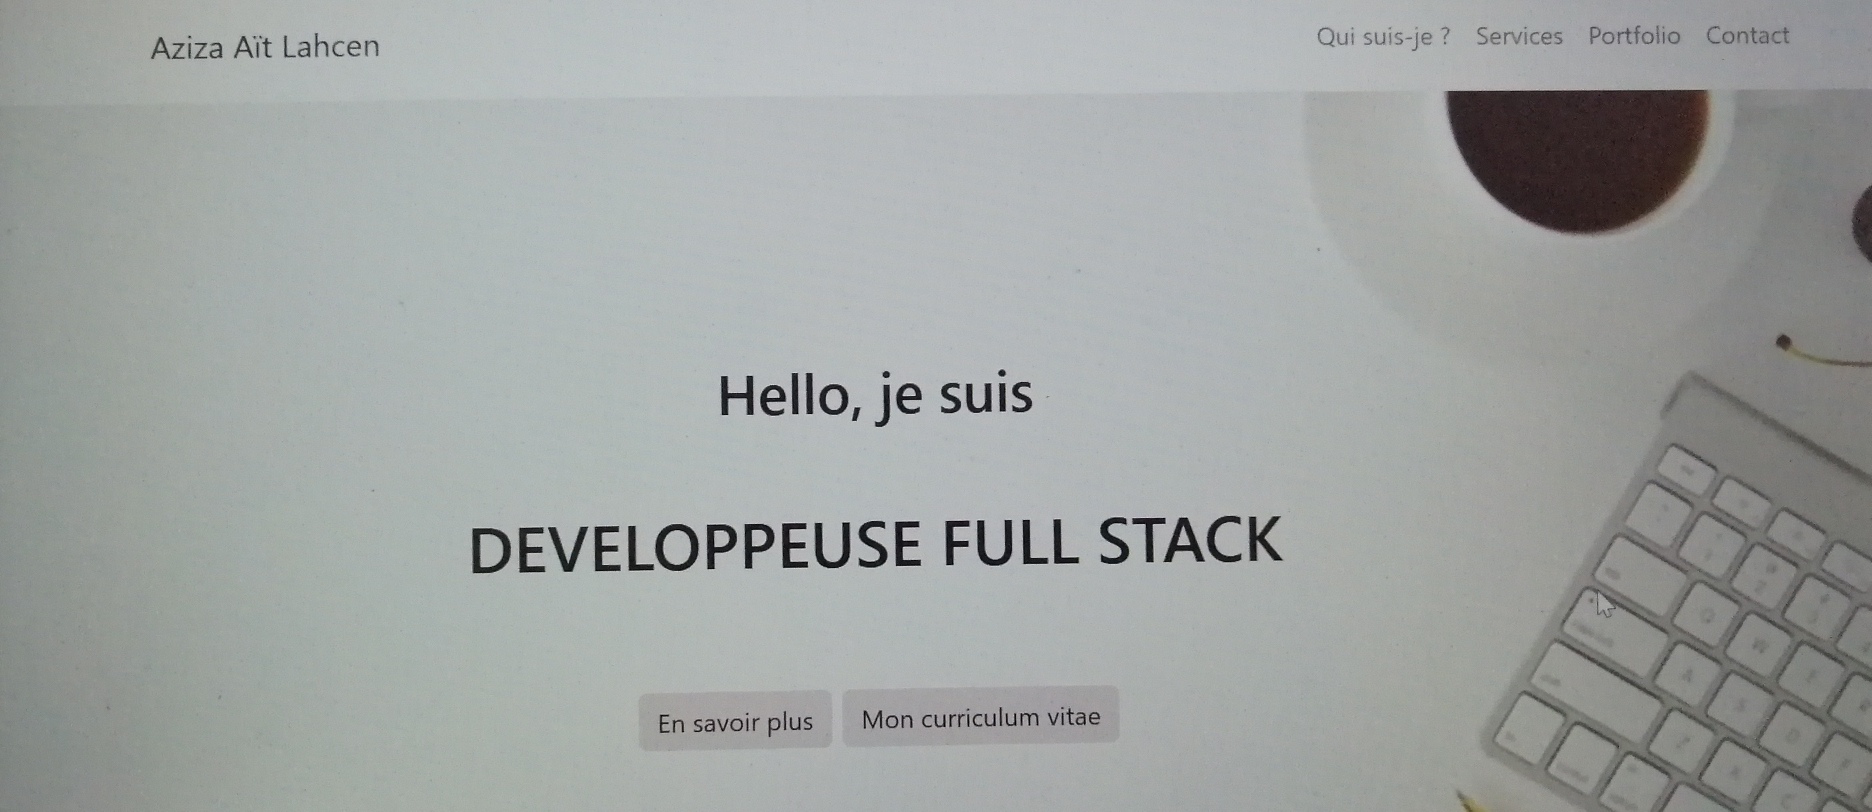 Aziza Aït Lahcen
Qui suis-je ? Services Portfolio Contact
Hello, je suis
DEVELOPPEUSE FULL STACK
En savoir plus Mon curriculum vitae